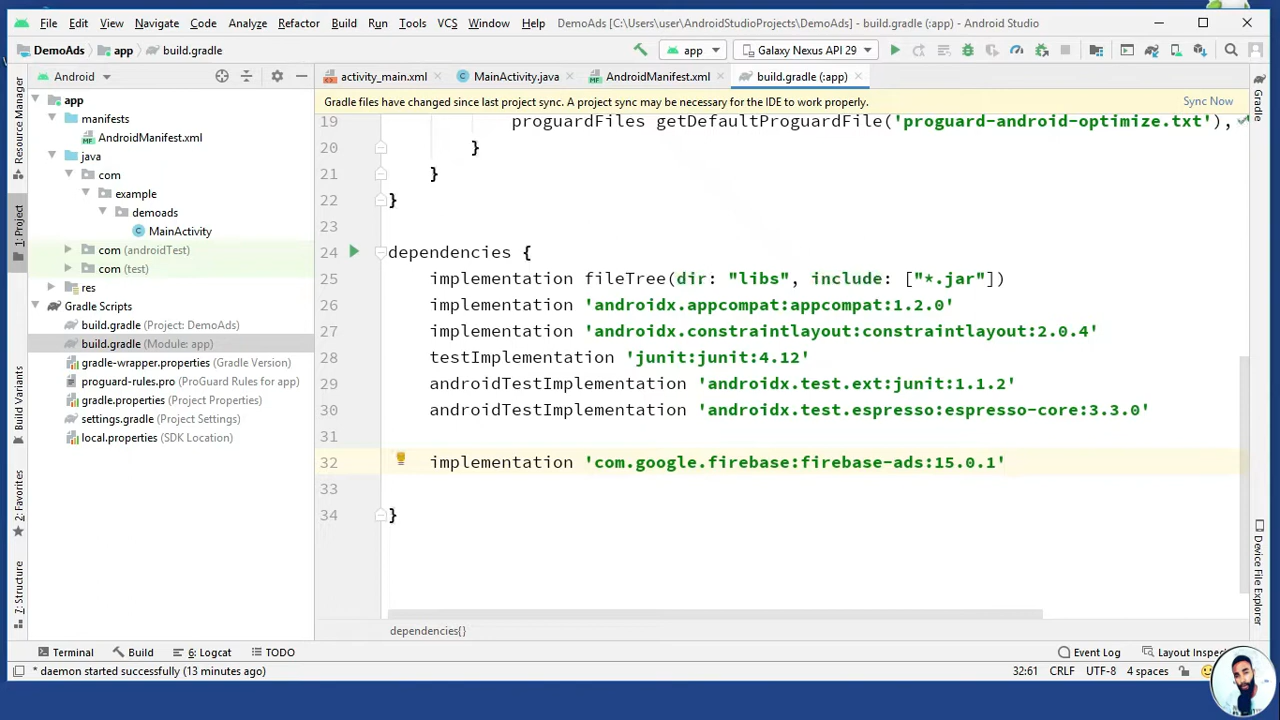 File Edit View Navigate Code Analyze Refactor Build Run Tools VCS Window Help DemoAds [C:\Users\user\AndroidStudioProjects\DemoAds] - build.gradle (:app) - Android Studio
DemoAds app build.gradle app Galaxy Nexus API 29
Android activity_main.xml MainActivity.java AndroidManifest.xml build.gradle (:app)
Gradle files have changed since last project sync. A project sync may be necessary for the IDE to work properly. Sync Now
Resource Manager
1: Project
Build Variants
2: Favorites
7: Structure
app
manifests
AndroidManifest.xml
java
com
example
demoads
MainActivity
com (androidTest)
com (test)
res
Gradle Scripts
build.gradle (Project: DemoAds)
build.gradle (Module: app)
gradle-wrapper.properties (Gradle Version)
proguard-rules.pro (ProGuard Rules for app)
gradle.properties (Project Properties)
settings.gradle (Project Settings)
local.properties (SDK Location)
19 proguardFiles getDefaultProguardFile('proguard-android-optimize.txt'),
20 }
21 }
22 }
23
24 dependencies {
25 implementation fileTree(dir: "libs", include: ["*.jar"])
26 implementation 'androidx.appcompat:appcompat:1.2.0'
27 implementation 'androidx.constraintlayout:constraintlayout:2.0.4'
28 testImplementation 'junit:junit:4.12'
29 androidTestImplementation 'androidx.test.ext:junit:1.1.2'
30 androidTestImplementation 'androidx.test.espresso:espresso-core:3.3.0'
31
32 implementation 'com.google.firebase:firebase-ads:15.0.1'
33
34 }
dependencies{}
Gradle
Device File Explorer
Terminal Build 6: Logcat TODO Event Log Layout Inspec
* daemon started successfully (13 minutes ago) 32:61 CRLF UTF-8 4 spaces